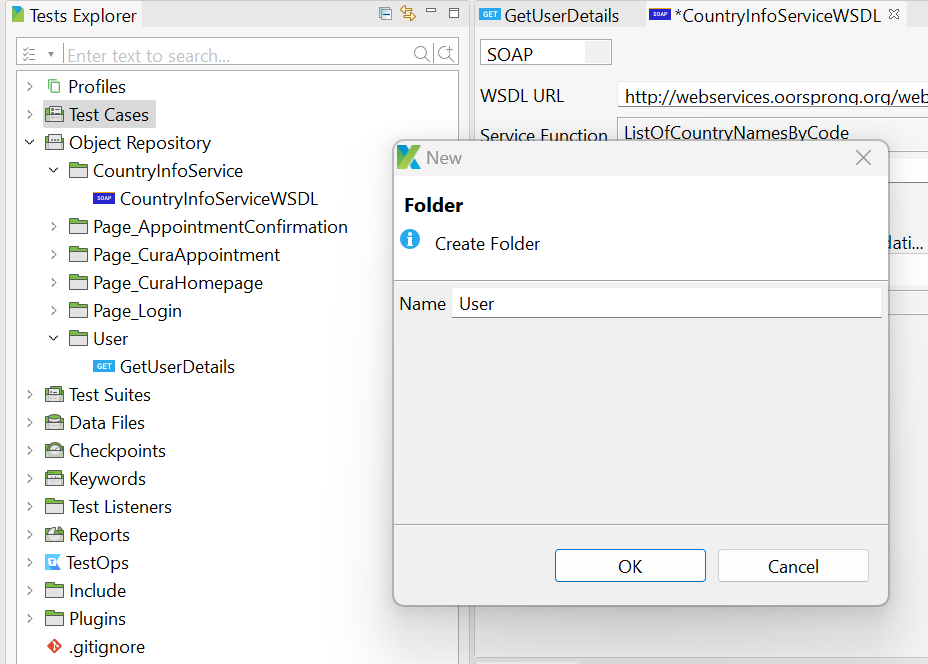 Tests Explorer
Enter text to search...
Profiles
Test Cases
Object Repository
CountryInfoService
SOAP CountryInfoServiceWSDL
Page_AppointmentConfirmation
Page_CuraAppointment
Page_CuraHomepage
Page_Login
User
GET GetUserDetails
Test Suites
Data Files
Checkpoints
Keywords
Test Listeners
Reports
TestOps
Include
Plugins
.gitignore
GET GetUserDetails
SOAP *CountryInfoServiceWSDL
SOAP
WSDL URL http://webservices.oorsprong.org/web
Service Function ListOfCountryNamesByCode
dati...
New
Folder
Create Folder
Name User
OK Cancel